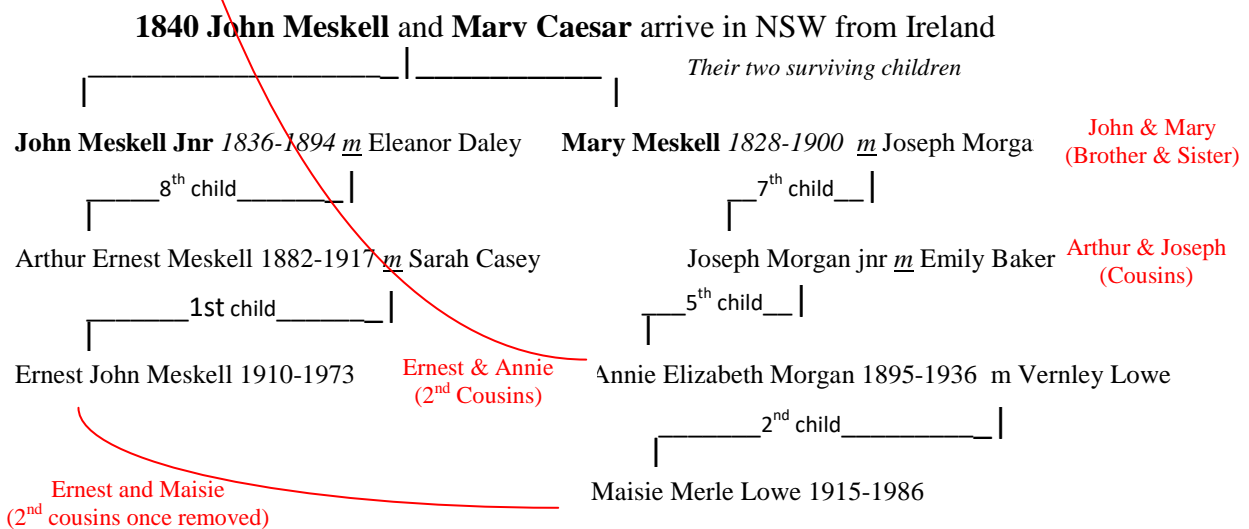 1840 John Meskell and Mary Caesar arrive in NSW from Ireland
Their two surviving children
John Meskell Jnr 1836-1894 m Eleanor Daley Mary Meskell 1828-1900 m Joseph Morga
John & Mary
(Brother & Sister)
8th child 7th child
Arthur Ernest Meskell 1882-1917 m Sarah Casey Joseph Morgan jnr m Emily Baker
Arthur & Joseph
(Cousins)
1st child 5th child
Ernest John Meskell 1910-1973
Ernest & Annie
(2nd Cousins)
Annie Elizabeth Morgan 1895-1936 m Vernley Lowe
2nd child
Ernest and Maisie
(2nd cousins once removed)
Maisie Merle Lowe 1915-1986